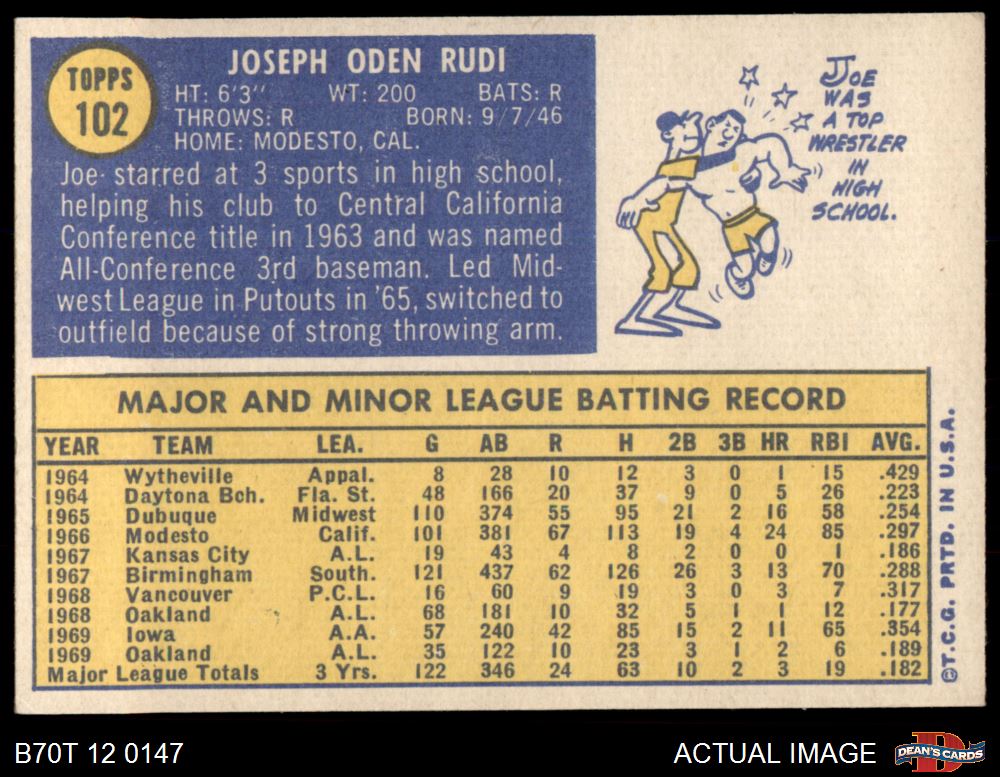 TOPPS
102
JOSEPH ODEN RUDI
HT: 6'3" WT: 200 BATS: R
THROWS: R BORN: 9/7/46
HOME: MODESTO, CAL.
Joe starred at 3 sports in high school,
helping his club to Central California
Conference title in 1963 and was named
All-Conference 3rd baseman. Led Mid-
west League in Putouts in '65, switched to
outfield because of strong throwing arm.
JOE
WAS
A TOP
WRESTLER
IN
HIGH
SCHOOL.
MAJOR AND MINOR LEAGUE BATTING RECORD
YEAR TEAM LEA. G AB R H 2B 3B HR RBI AVG.
1964 Wytheville Appal. 8 28 10 12 3 0 1 15 .429
1964 Daytona Bch. Fla. St. 48 166 20 37 9 0 5 26 .223
1965 Dubuque Midwest 110 374 55 95 21 2 16 58 .254
1966 Modesto Calif. 101 381 67 113 19 4 24 85 .297
1967 Kansas City A.L. 19 43 4 8 2 0 0 1 .186
1967 Birmingham South. 121 437 62 126 26 3 13 70 .288
1968 Vancouver P.C.L. 16 60 9 19 3 0 3 7 .317
1968 Oakland A.L. 68 181 10 32 5 1 1 12 .177
1969 Iowa A.A. 57 240 42 85 15 2 11 65 .354
1969 Oakland A.L. 35 122 10 23 3 1 2 6 .189
Major League Totals 3 Yrs. 122 346 24 63 10 2 3 19 .182
©T.C.G. PRTD. IN U.S.A.
B70T 12 0147
ACTUAL IMAGE
D
DEAN'S CARDS